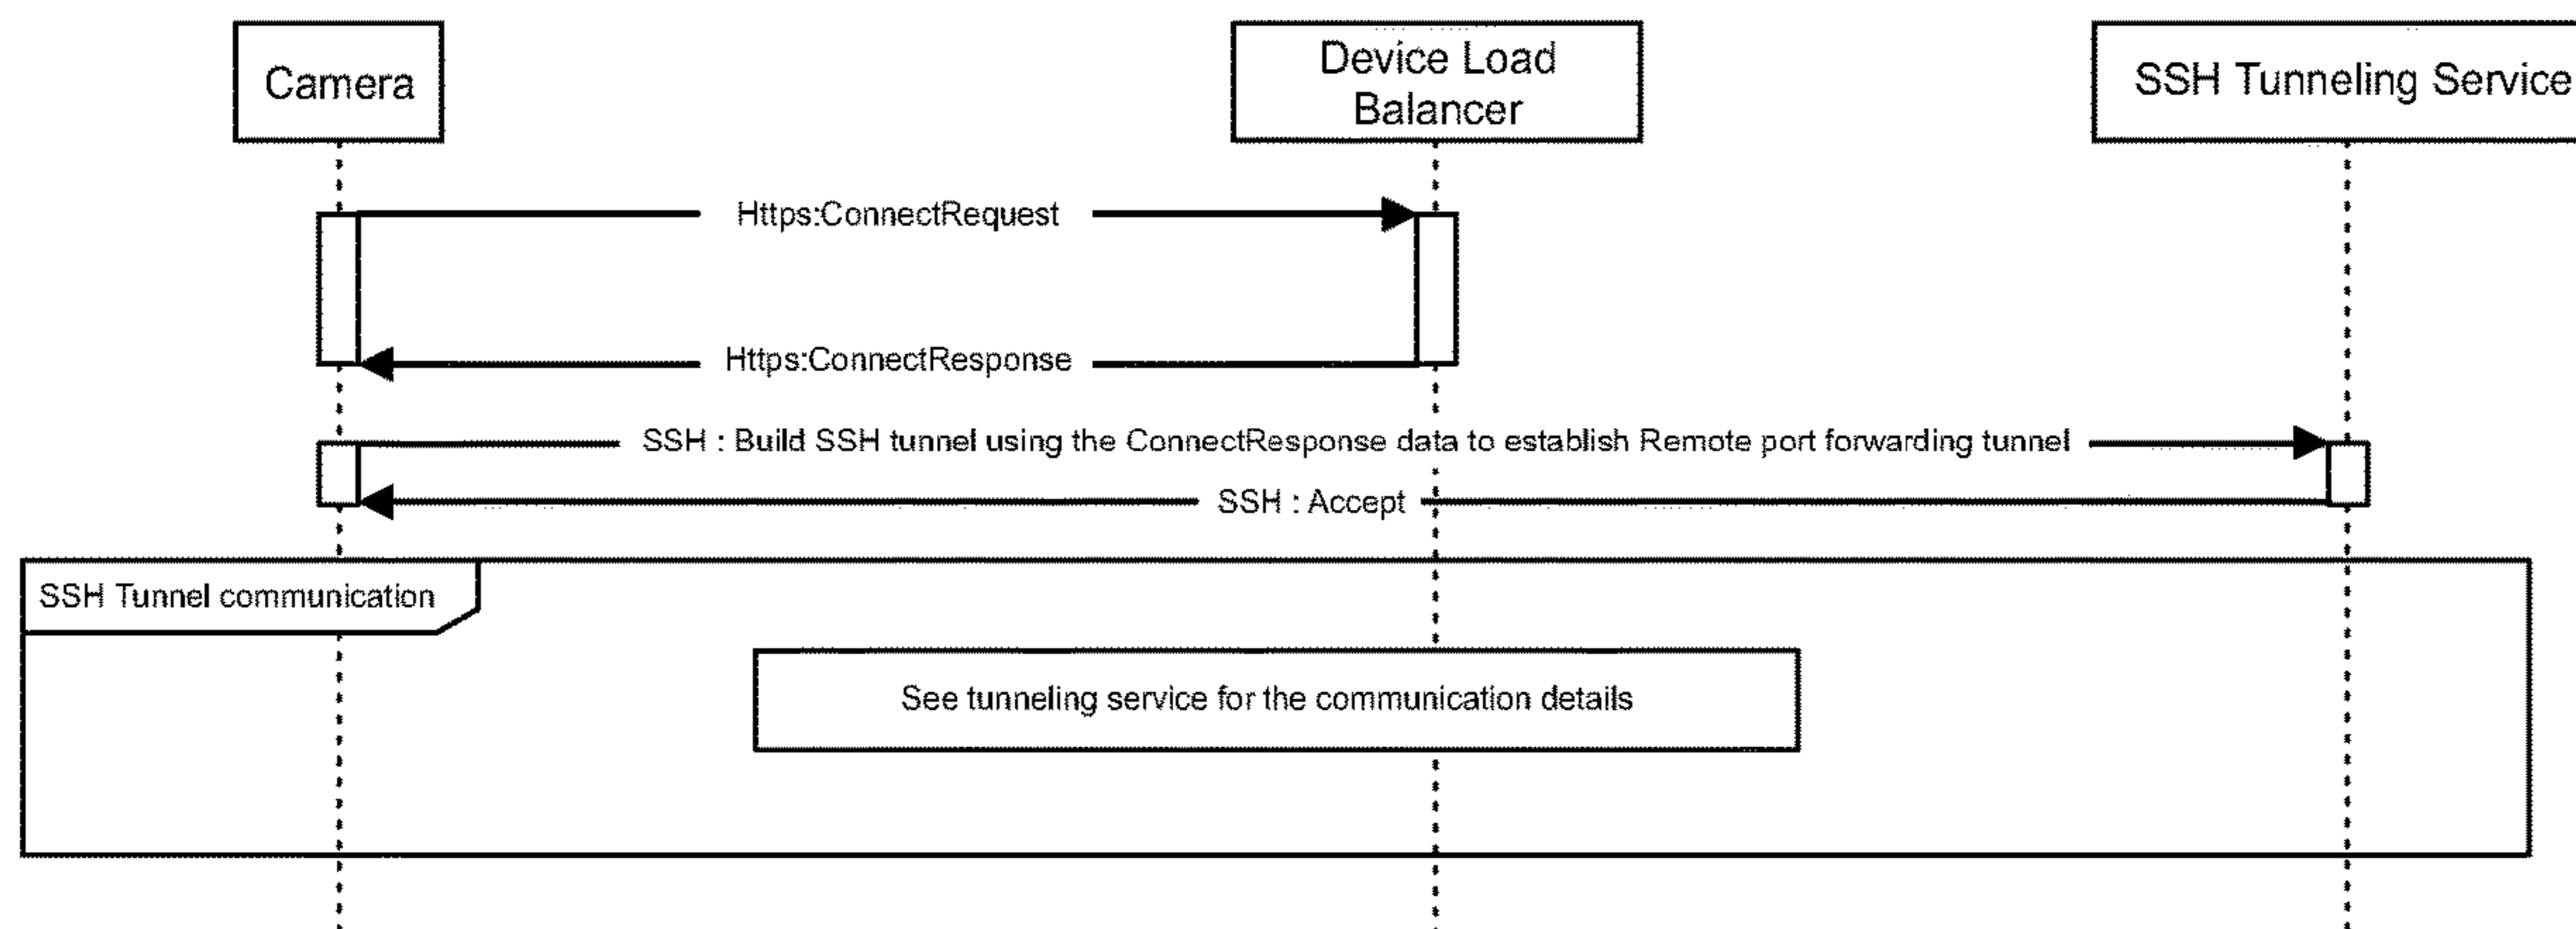 Camera
Device Load
Balancer
SSH Tunneling Service
Https:ConnectRequest
Https:ConnectResponse
SSH : Build SSH tunnel using the ConnectResponse data to establish Remote port forwarding tunnel
SSH : Accept
SSH Tunnel communication
See tunneling service for the communication details